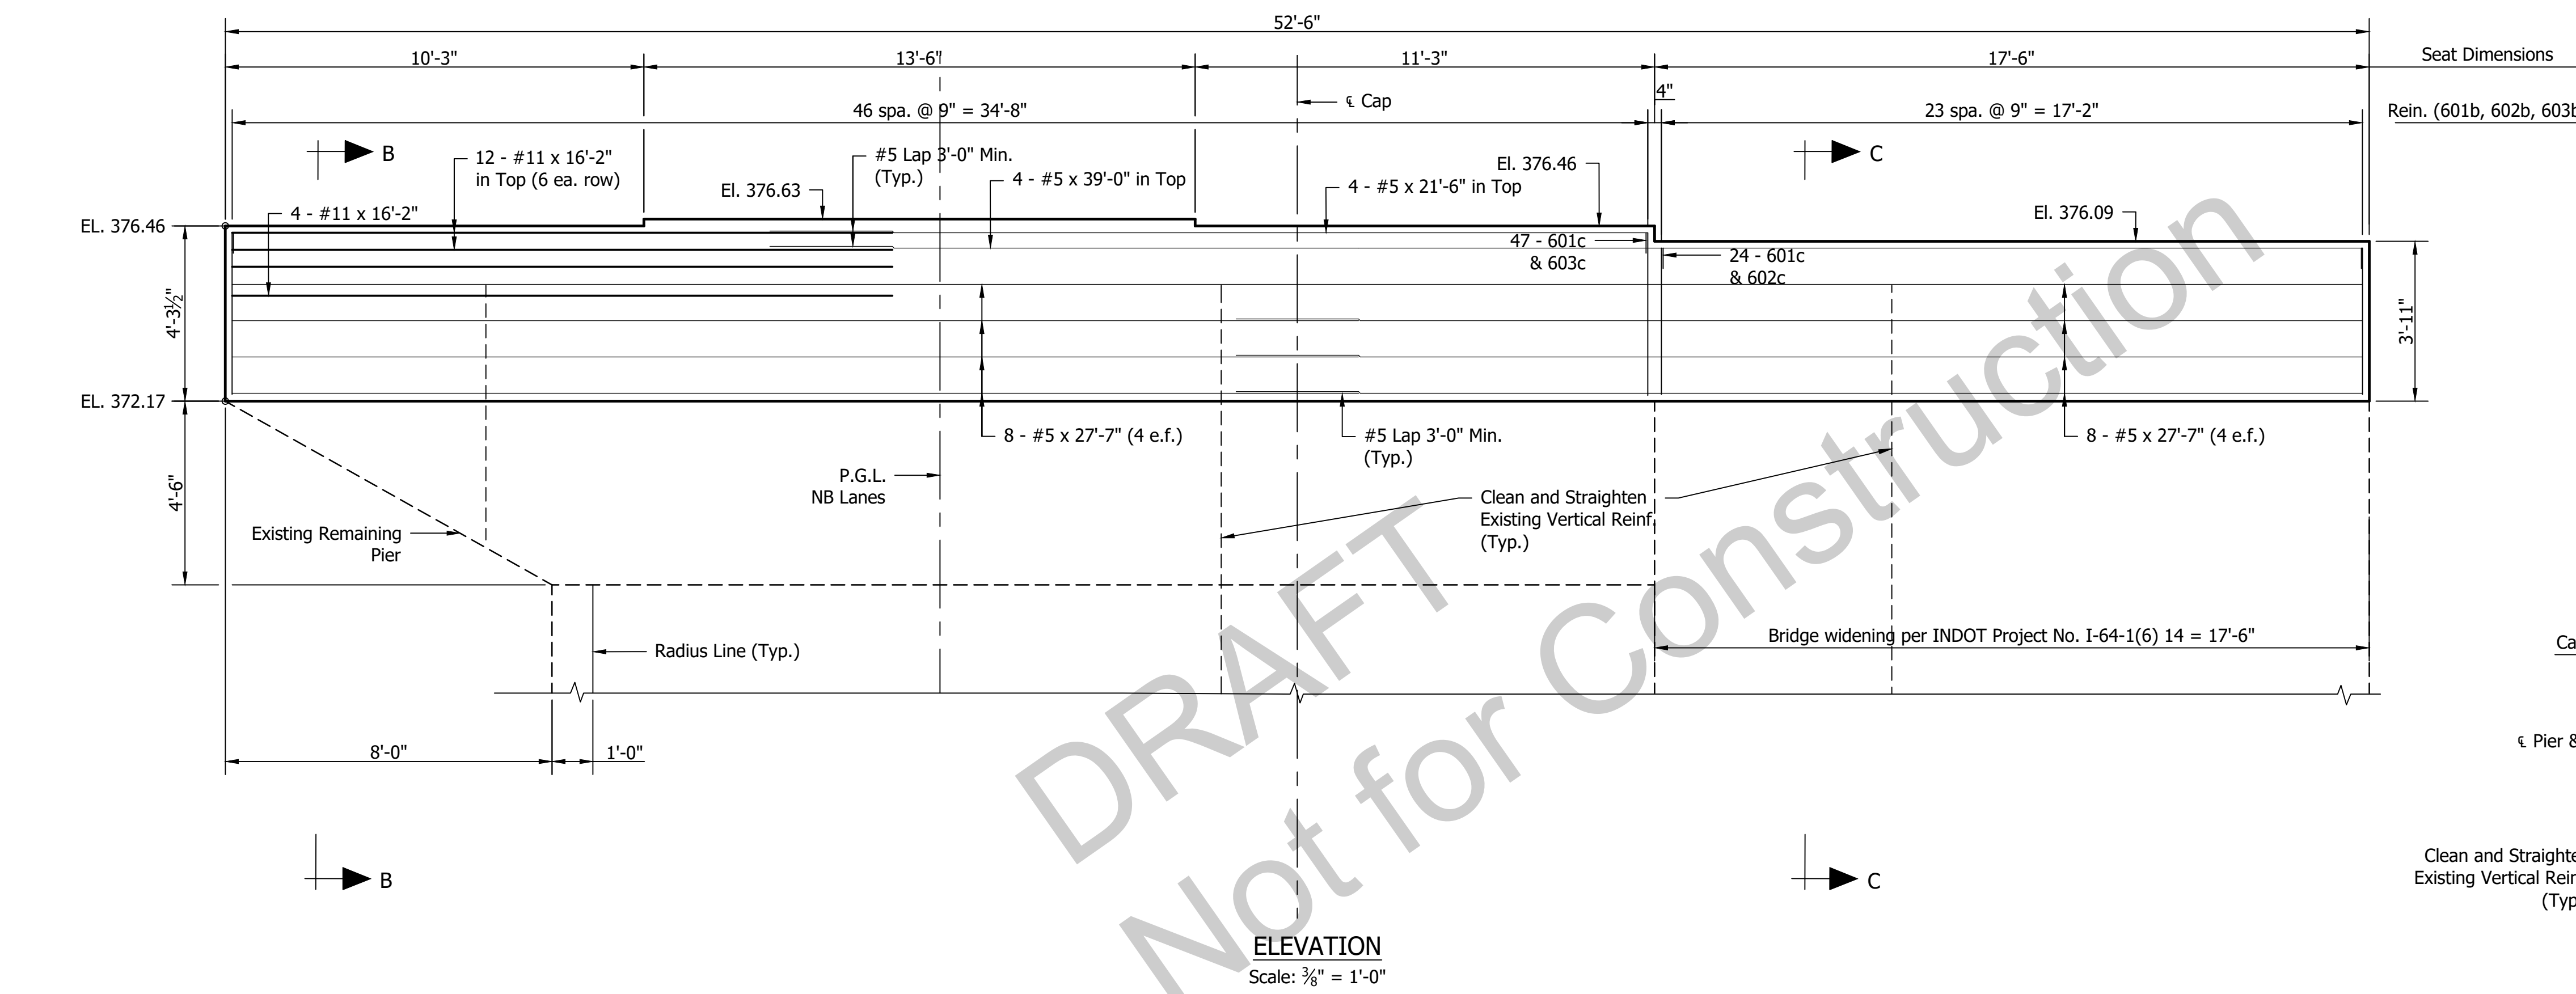 52'-6"
10'-3"
13'-6"
11'-3"
17'-6"
Seat Dimensions
4"
46 spa. @ 9" = 34'-8"
℄ Cap
23 spa. @ 9" = 17'-2"
Rein. (601b, 602b, 603b
B
C
12 - #11 x 16'-2"
in Top (6 ea. row)
#5 Lap 3'-0" Min.
(Typ.)
El. 376.63
4 - #5 x 39'-0" in Top
El. 376.46
4 - #5 x 21'-6" in Top
4 - #11 x 16'-2"
El. 376.09
EL. 376.46
47 - 601c
& 603c
24 - 601c
& 602c
4'-3½"
3'-11"
EL. 372.17
8 - #5 x 27'-7" (4 e.f.)
#5 Lap 3'-0" Min.
(Typ.)
8 - #5 x 27'-7" (4 e.f.)
4'-6"
P.G.L.
NB Lanes
Clean and Straighten
Existing Vertical Reinf.
(Typ.)
Existing Remaining
Pier
Radius Line (Typ.)
Bridge widening per INDOT Project No. I-64-1(6) 14 = 17'-6"
Ca
℄ Pier &
8'-0"
1'-0"
DRAFT
Not for Construction
B
C
Clean and Straighte
Existing Vertical Rein
(Typ
ELEVATION
Scale: ⅜" = 1'-0"